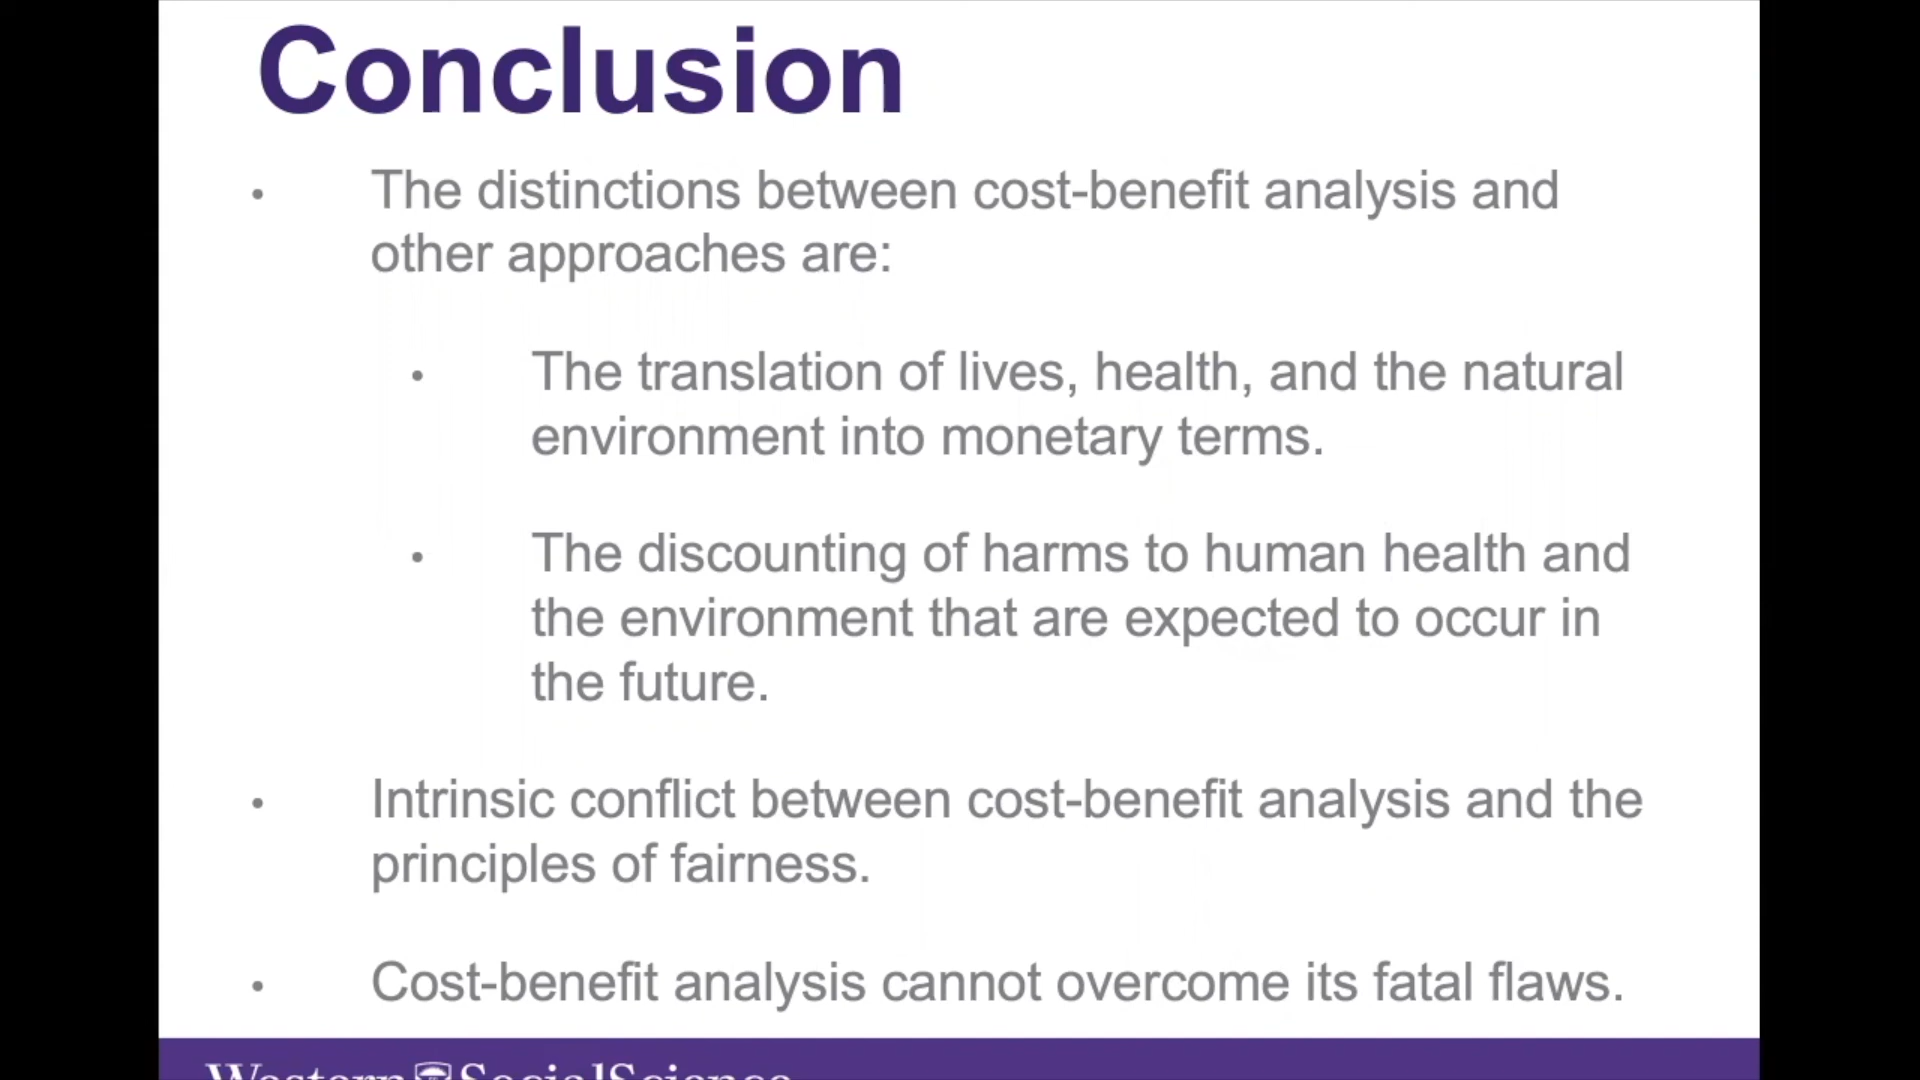 Conclusion
• The distinctions between cost-benefit analysis and
other approaches are:
• The translation of lives, health, and the natural
environment into monetary terms.
• The discounting of harms to human health and
the environment that are expected to occur in
the future.
• Intrinsic conflict between cost-benefit analysis and the
principles of fairness.
• Cost-benefit analysis cannot overcome its fatal flaws.
Western SocialScience